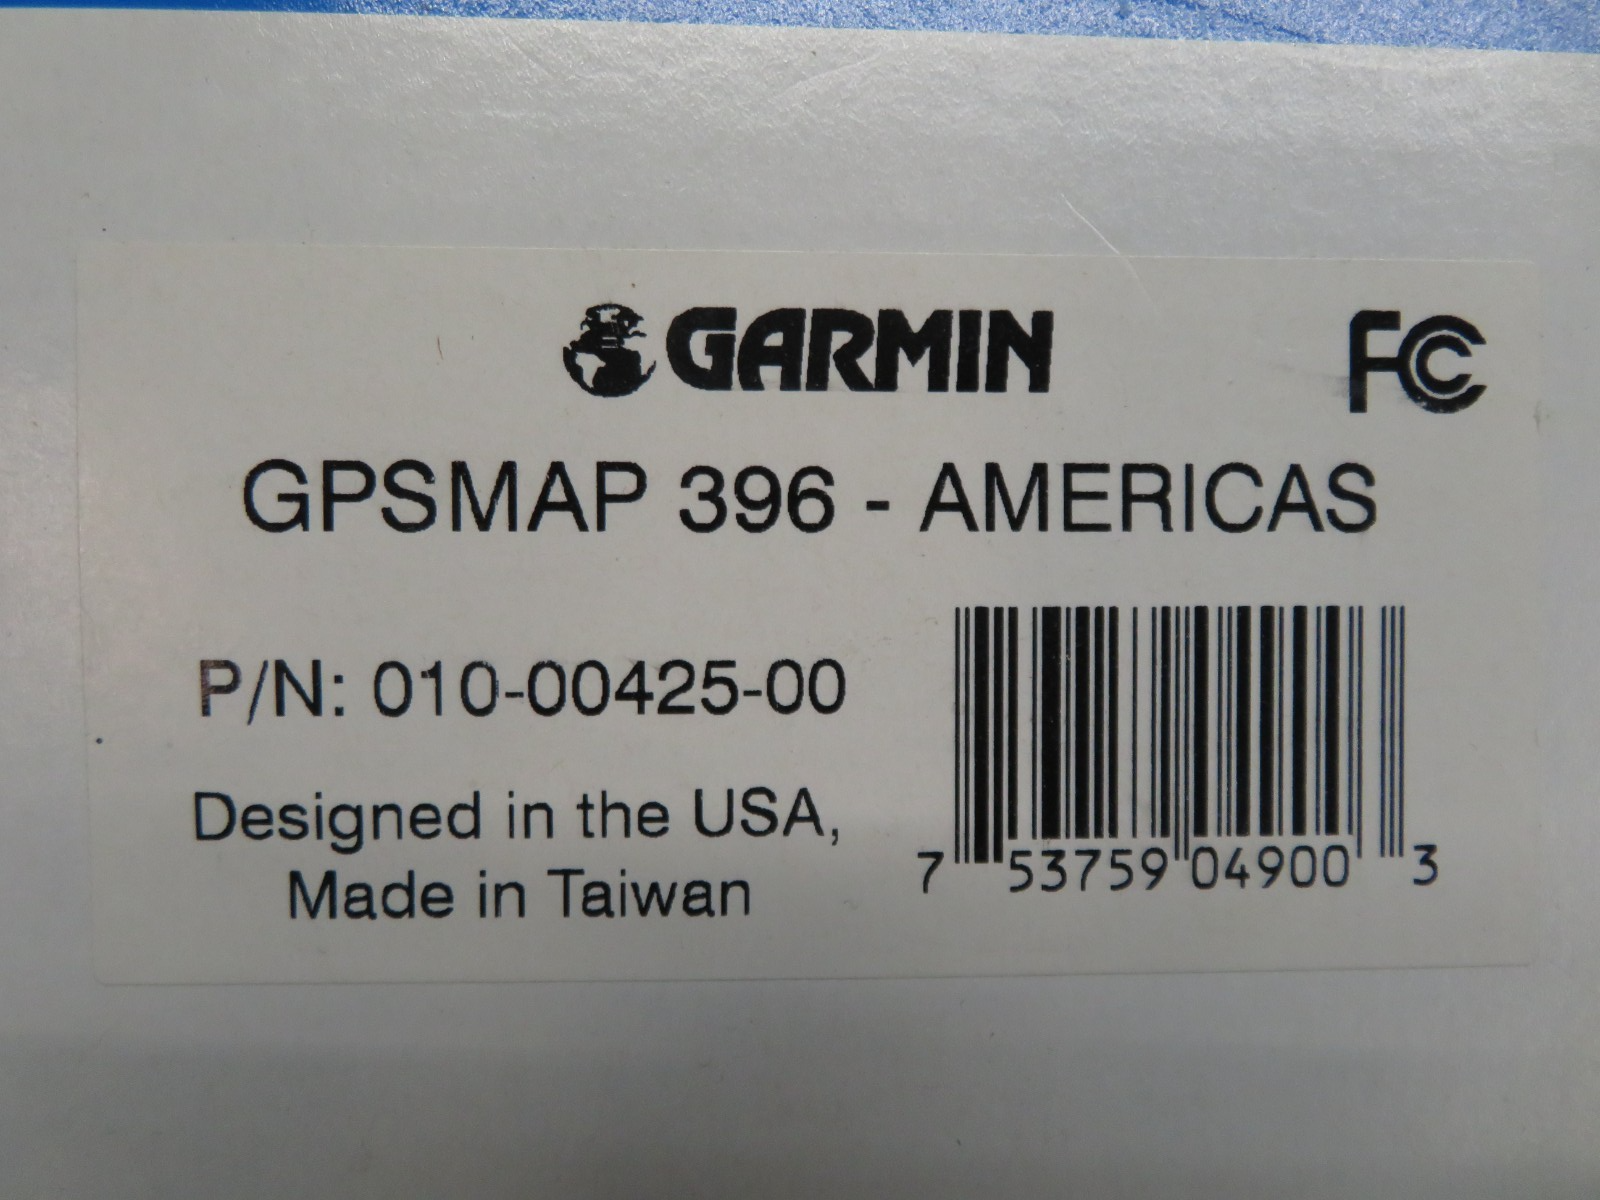 GARMIN
FC
GPSMAP 396 - AMERICAS
P/N: 010-00425-00
Designed in the USA,
Made in Taiwan
7 53759 04900 3